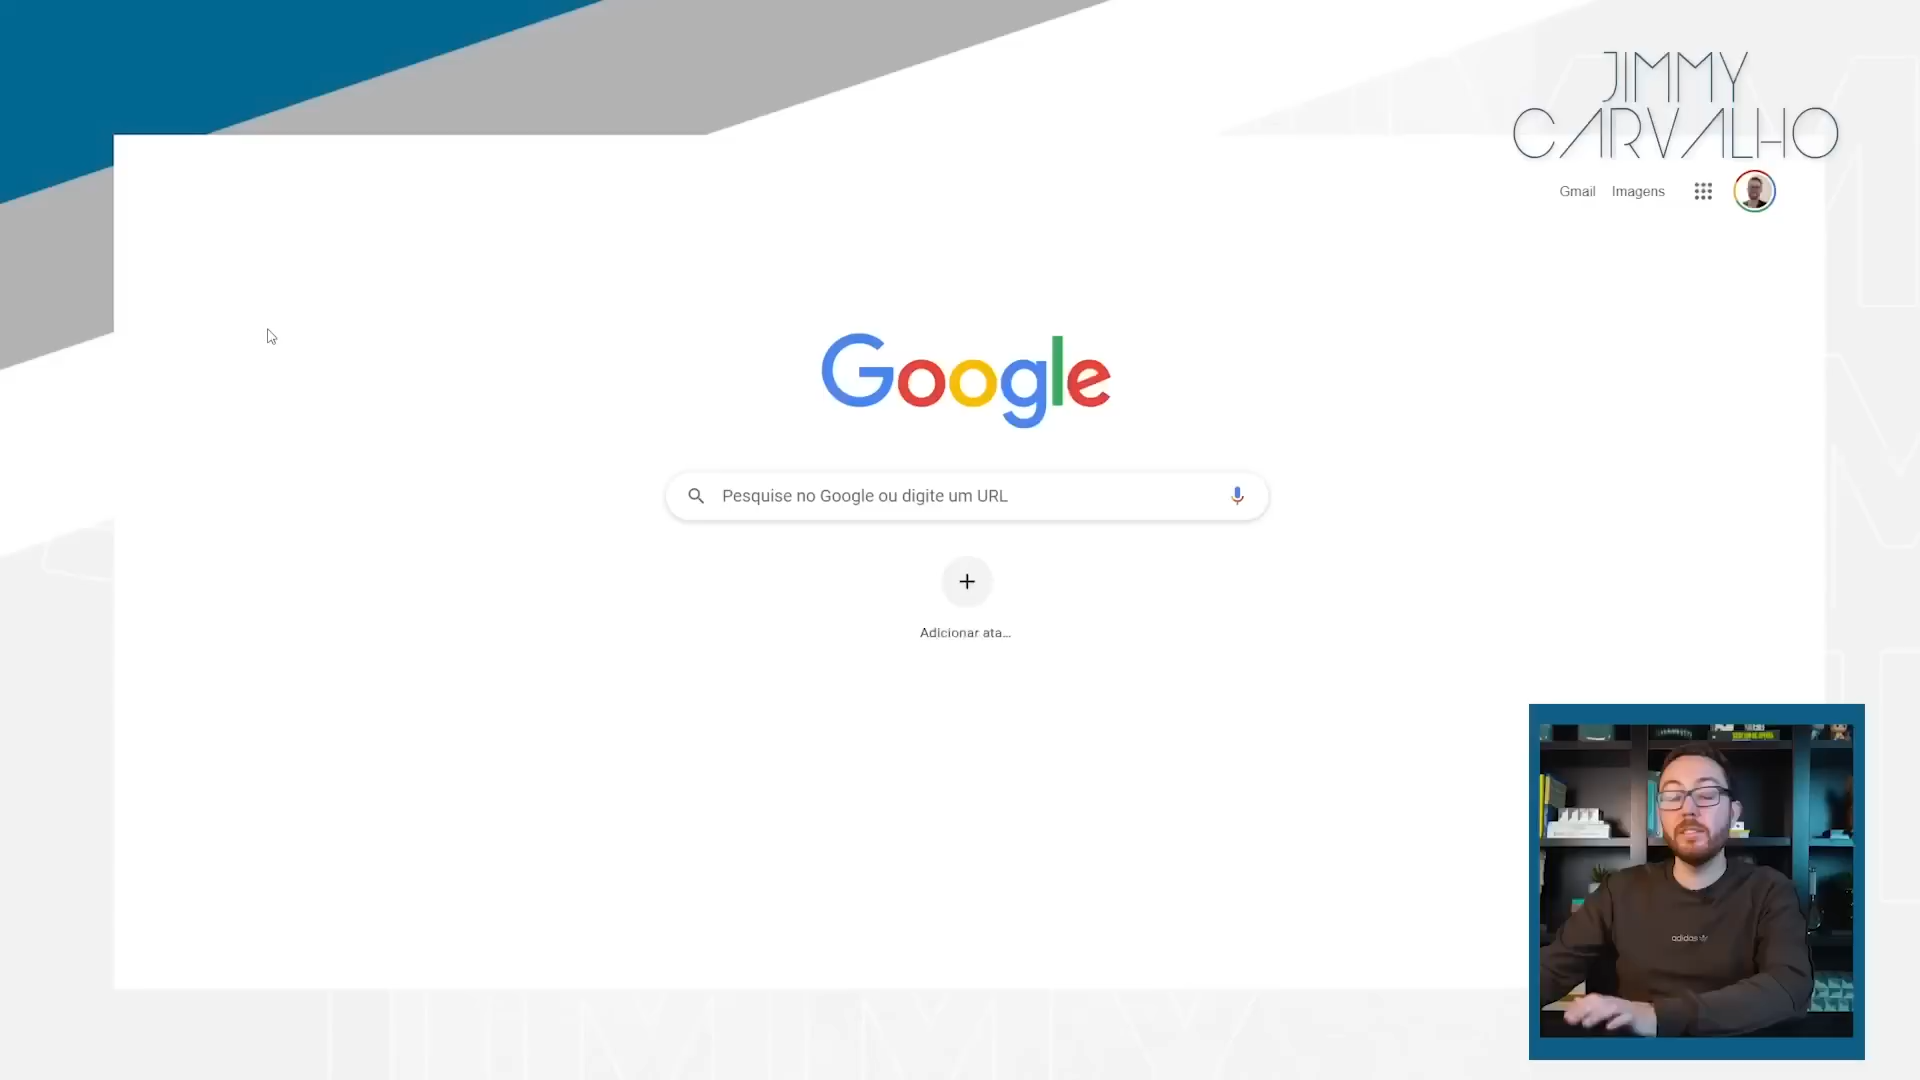 JIMMY
CARVALHO
Gmail Imagens
Google
Pesquise no Google ou digite um URL
Adicionar ata...
adidas